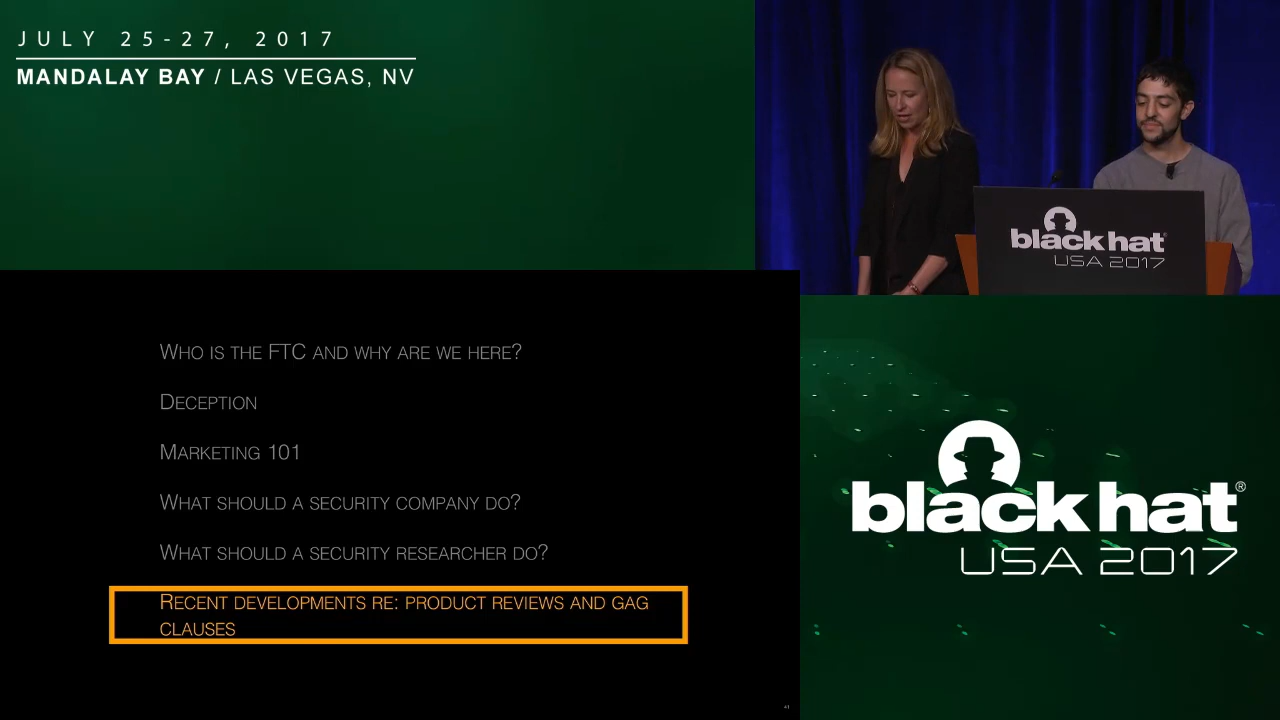 JULY 25-27, 2017
MANDALAY BAY / LAS VEGAS, NV
black hat®
USA 2017
WHO IS THE FTC AND WHY ARE WE HERE?
DECEPTION
MARKETING 101
WHAT SHOULD A SECURITY COMPANY DO?
WHAT SHOULD A SECURITY RESEARCHER DO?
RECENT DEVELOPMENTS RE: PRODUCT REVIEWS AND GAG
CLAUSES
41
black hat®
USA 2017